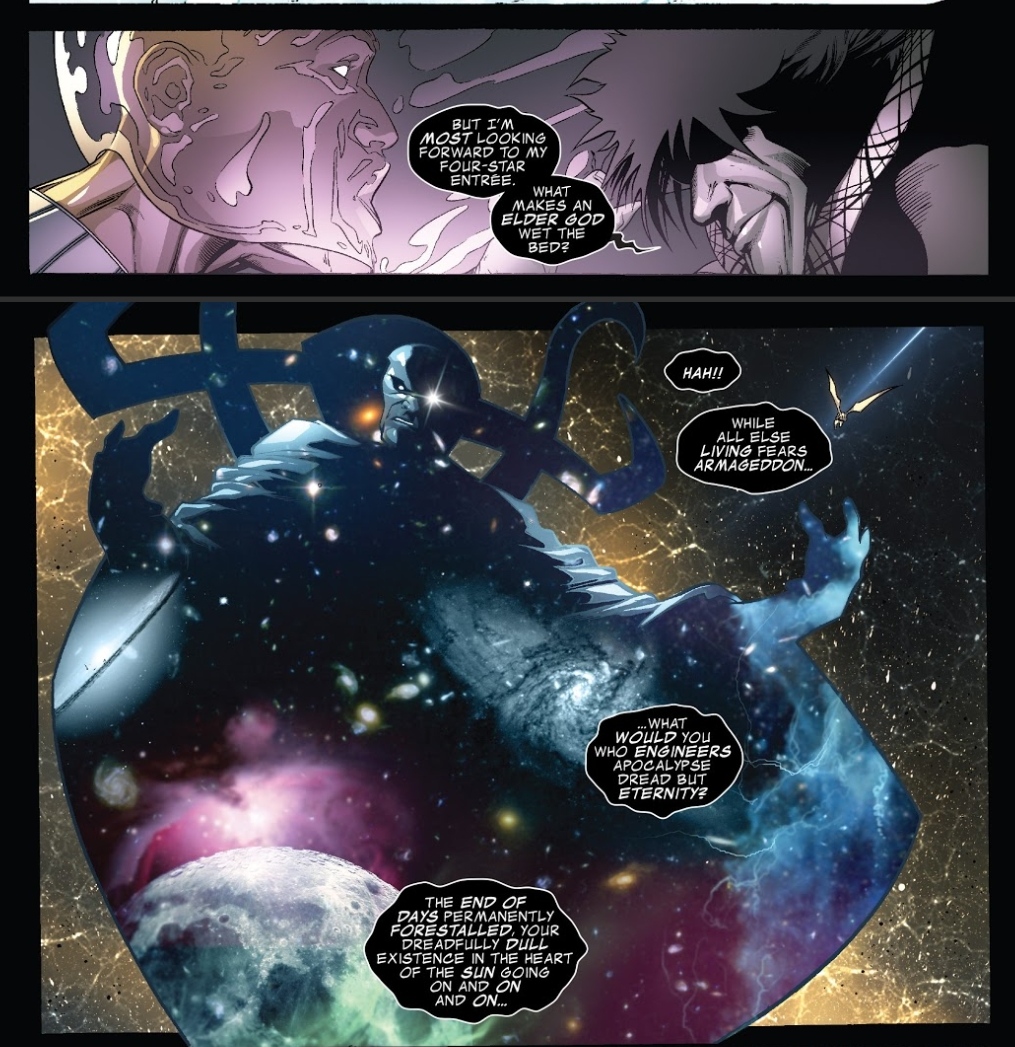 BUT I'M
MOST LOOKING
FORWARD TO MY
FOUR-STAR
ENTRÉE.
WHAT
MAKES AN
ELDER GOD
WET THE
BED?
HAH!!
WHILE
ALL ELSE
LIVING FEARS
ARMAGEDDON...
...WHAT
WOULD YOU
WHO ENGINEERS
APOCALYPSE
DREAD BUT
ETERNITY?
THE END OF
DAYS PERMANENTLY
FORESTALLED, YOUR
DREADFULLY DULL
EXISTENCE IN THE HEART
OF THE SUN GOING
ON AND ON
AND ON...